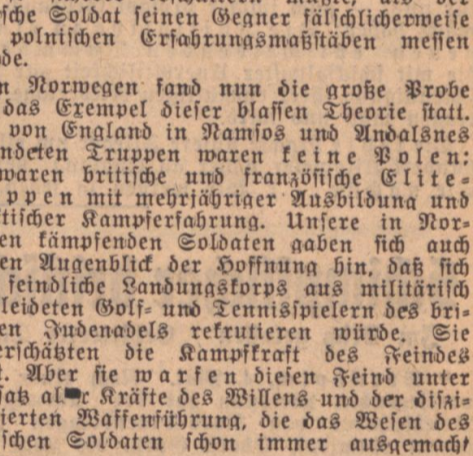 sche Soldat seinen Gegner fälschlicherweise
polnischen Erfahrungsmaßstäben messen
de.
n Norwegen fand nun die große Probe
das Exempel dieser blassen Theorie statt.
von England in Namsos und Andalsnes
ndeten Truppen waren keine Polen:
waren britische und französische Elite-
ppen mit mehrjähriger Ausbildung und
ktischer Kampferfahrung. Unsere in Nor-
en kämpfenden Soldaten gaben sich auch
en Augenblick der Hoffnung hin, daß sich
feindliche Landungskorps aus militärisch
leideten Golf- und Tennisspielern des bri-
en Judenadels rekrutieren würde. Sie
erschätzten die Kampfkraft des Feindes
t. Aber sie warfen diesen Feind unter
satz al r Kräfte des Willens und der diszi-
ierten Waffenführung, die das Wesen des
schen Soldaten schon immer ausgemacht